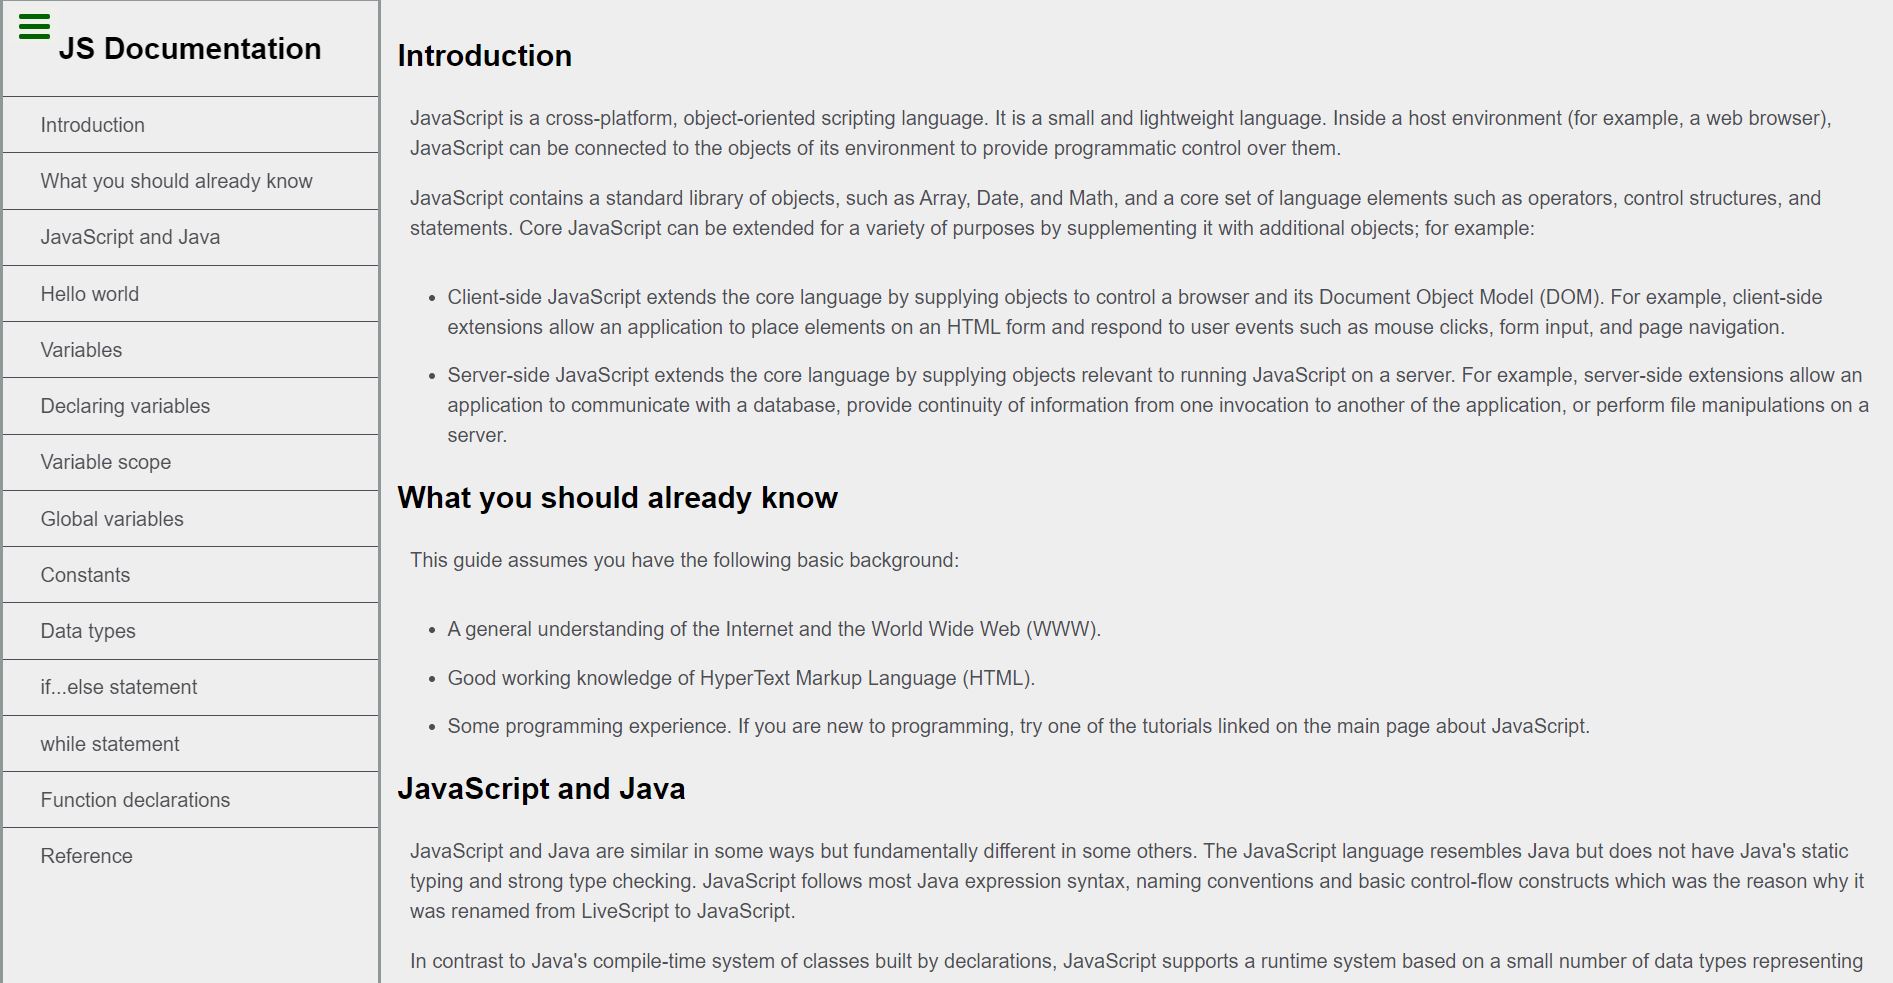 JS Documentation
Introduction
What you should already know
JavaScript and Java
Hello world
Variables
Declaring variables
Variable scope
Global variables
Constants
Data types
if...else statement
while statement
Function declarations
Reference
Introduction
JavaScript is a cross-platform, object-oriented scripting language. It is a small and lightweight language. Inside a host environment (for example, a web browser),
JavaScript can be connected to the objects of its environment to provide programmatic control over them.
JavaScript contains a standard library of objects, such as Array, Date, and Math, and a core set of language elements such as operators, control structures, and
statements. Core JavaScript can be extended for a variety of purposes by supplementing it with additional objects; for example:
• Client-side JavaScript extends the core language by supplying objects to control a browser and its Document Object Model (DOM). For example, client-side
extensions allow an application to place elements on an HTML form and respond to user events such as mouse clicks, form input, and page navigation.
• Server-side JavaScript extends the core language by supplying objects relevant to running JavaScript on a server. For example, server-side extensions allow an
application to communicate with a database, provide continuity of information from one invocation to another of the application, or perform file manipulations on a
server.
What you should already know
This guide assumes you have the following basic background:
• A general understanding of the Internet and the World Wide Web (WWW).
• Good working knowledge of HyperText Markup Language (HTML).
• Some programming experience. If you are new to programming, try one of the tutorials linked on the main page about JavaScript.
JavaScript and Java
JavaScript and Java are similar in some ways but fundamentally different in some others. The JavaScript language resembles Java but does not have Java's static
typing and strong type checking. JavaScript follows most Java expression syntax, naming conventions and basic control-flow constructs which was the reason why it
was renamed from LiveScript to JavaScript.
In contrast to Java's compile-time system of classes built by declarations, JavaScript supports a runtime system based on a small number of data types representing